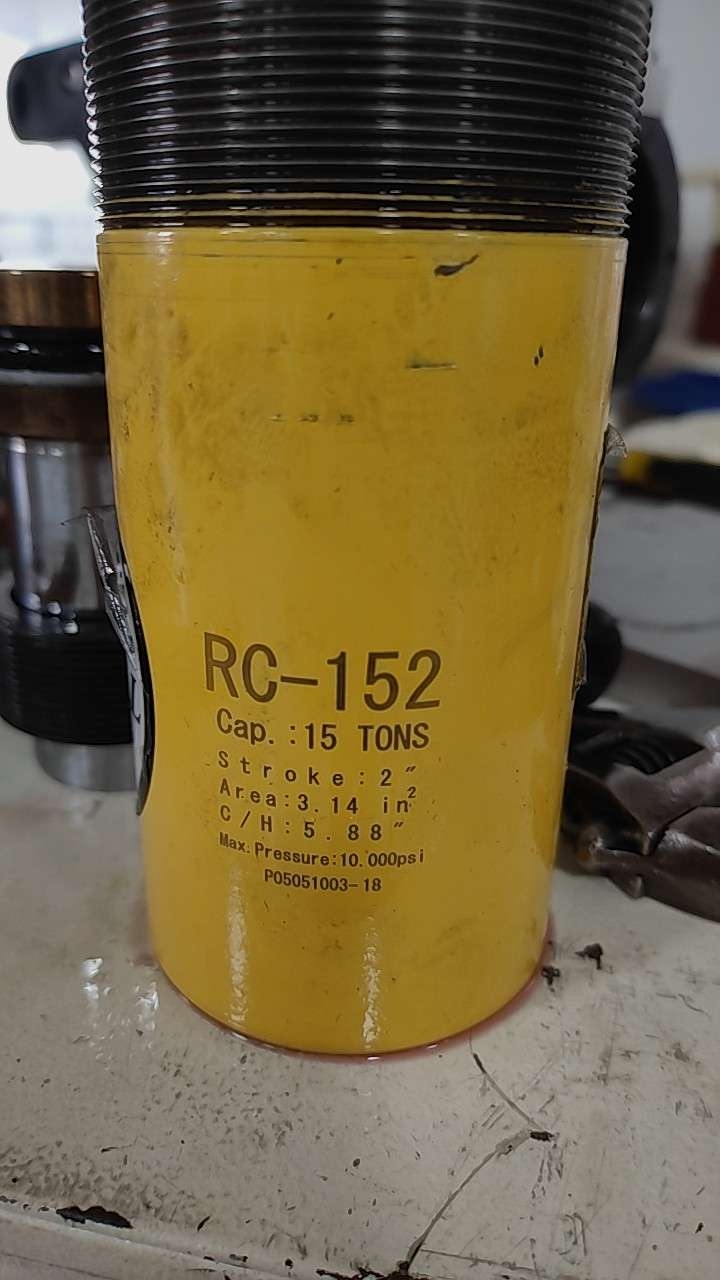 RC-152
Cap.:15 TONS
Stroke:2″
Area:3.14 in²
C/H:5.88″
Max.Pressure:10.000psi
P05051003-18